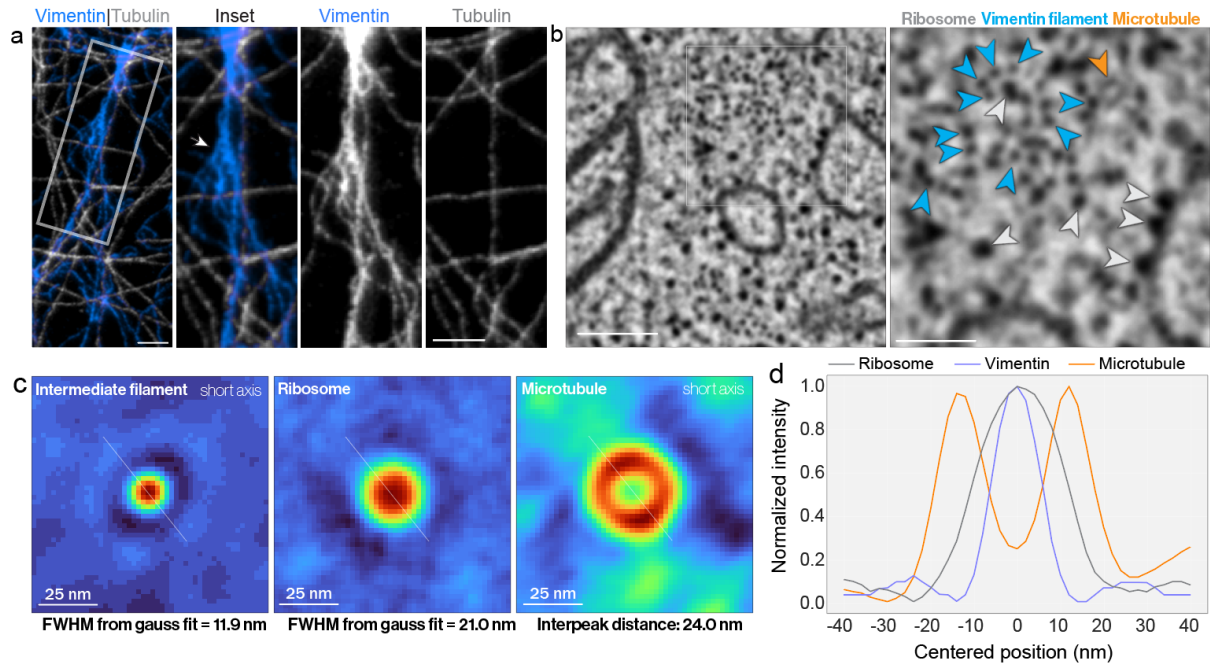 Vimentin|Tubulin
Inset
Vimentin
Tubulin
a
b
Ribosome Vimentin filament Microtubule
c
Intermediate filament short axis
25 nm
FWHM from gauss fit = 11.9 nm
Ribosome
25 nm
FWHM from gauss fit = 21.0 nm
Microtubule short axis
25 nm
Interpeak distance: 24.0 nm
d
Ribosome Vimentin Microtubule
Normalized intensity
1.0
0.8
0.6
0.4
0.2
0.0
-40 -30 -20 -10 0 10 20 30 40
Centered position (nm)